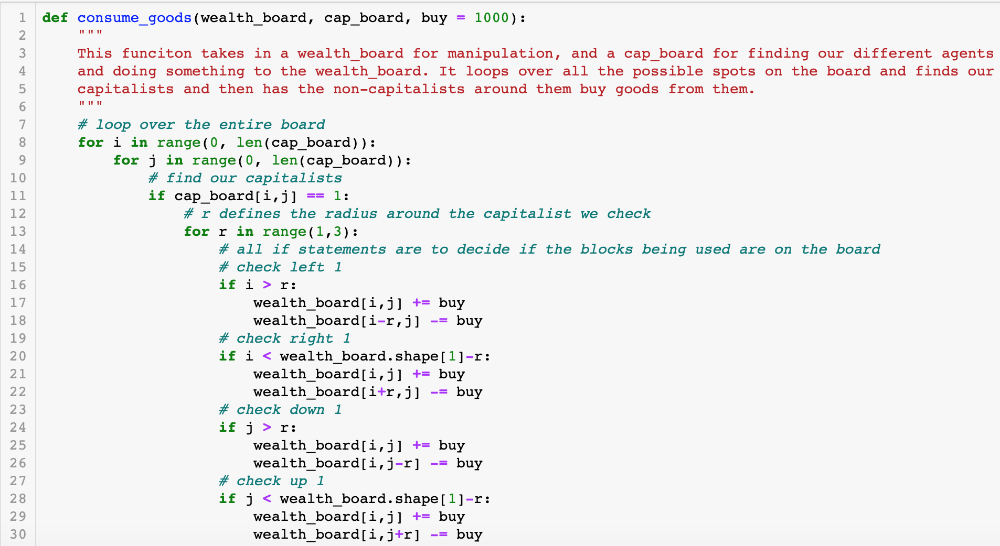 1 def consume_goods(wealth_board, cap_board, buy = 1000):
2     """
3     This funciton takes in a wealth_board for manipulation, and a cap_board for finding our different agents
4     and doing something to the wealth_board. It loops over all the possible spots on the board and finds our
5     capitalists and then has the non-capitalists around them buy goods from them.
6     """
7     # loop over the entire board
8     for i in range(0, len(cap_board)):
9         for j in range(0, len(cap_board)):
10             # find our capitalists
11             if cap_board[i,j] == 1:
12                 # r defines the radius around the capitalist we check
13                 for r in range(1,3):
14                     # all if statements are to decide if the blocks being used are on the board
15                     # check left 1
16                     if i > r:
17                         wealth_board[i,j] += buy
18                         wealth_board[i-r,j] -= buy
19                     # check right 1
20                     if i < wealth_board.shape[1]-r:
21                         wealth_board[i,j] += buy
22                         wealth_board[i+r,j] -= buy
23                     # check down 1
24                     if j > r:
25                         wealth_board[i,j] += buy
26                         wealth_board[i,j-r] -= buy
27                     # check up 1
28                     if j < wealth_board.shape[1]-r:
29                         wealth_board[i,j] += buy
30                         wealth_board[i,j+r] -= buy